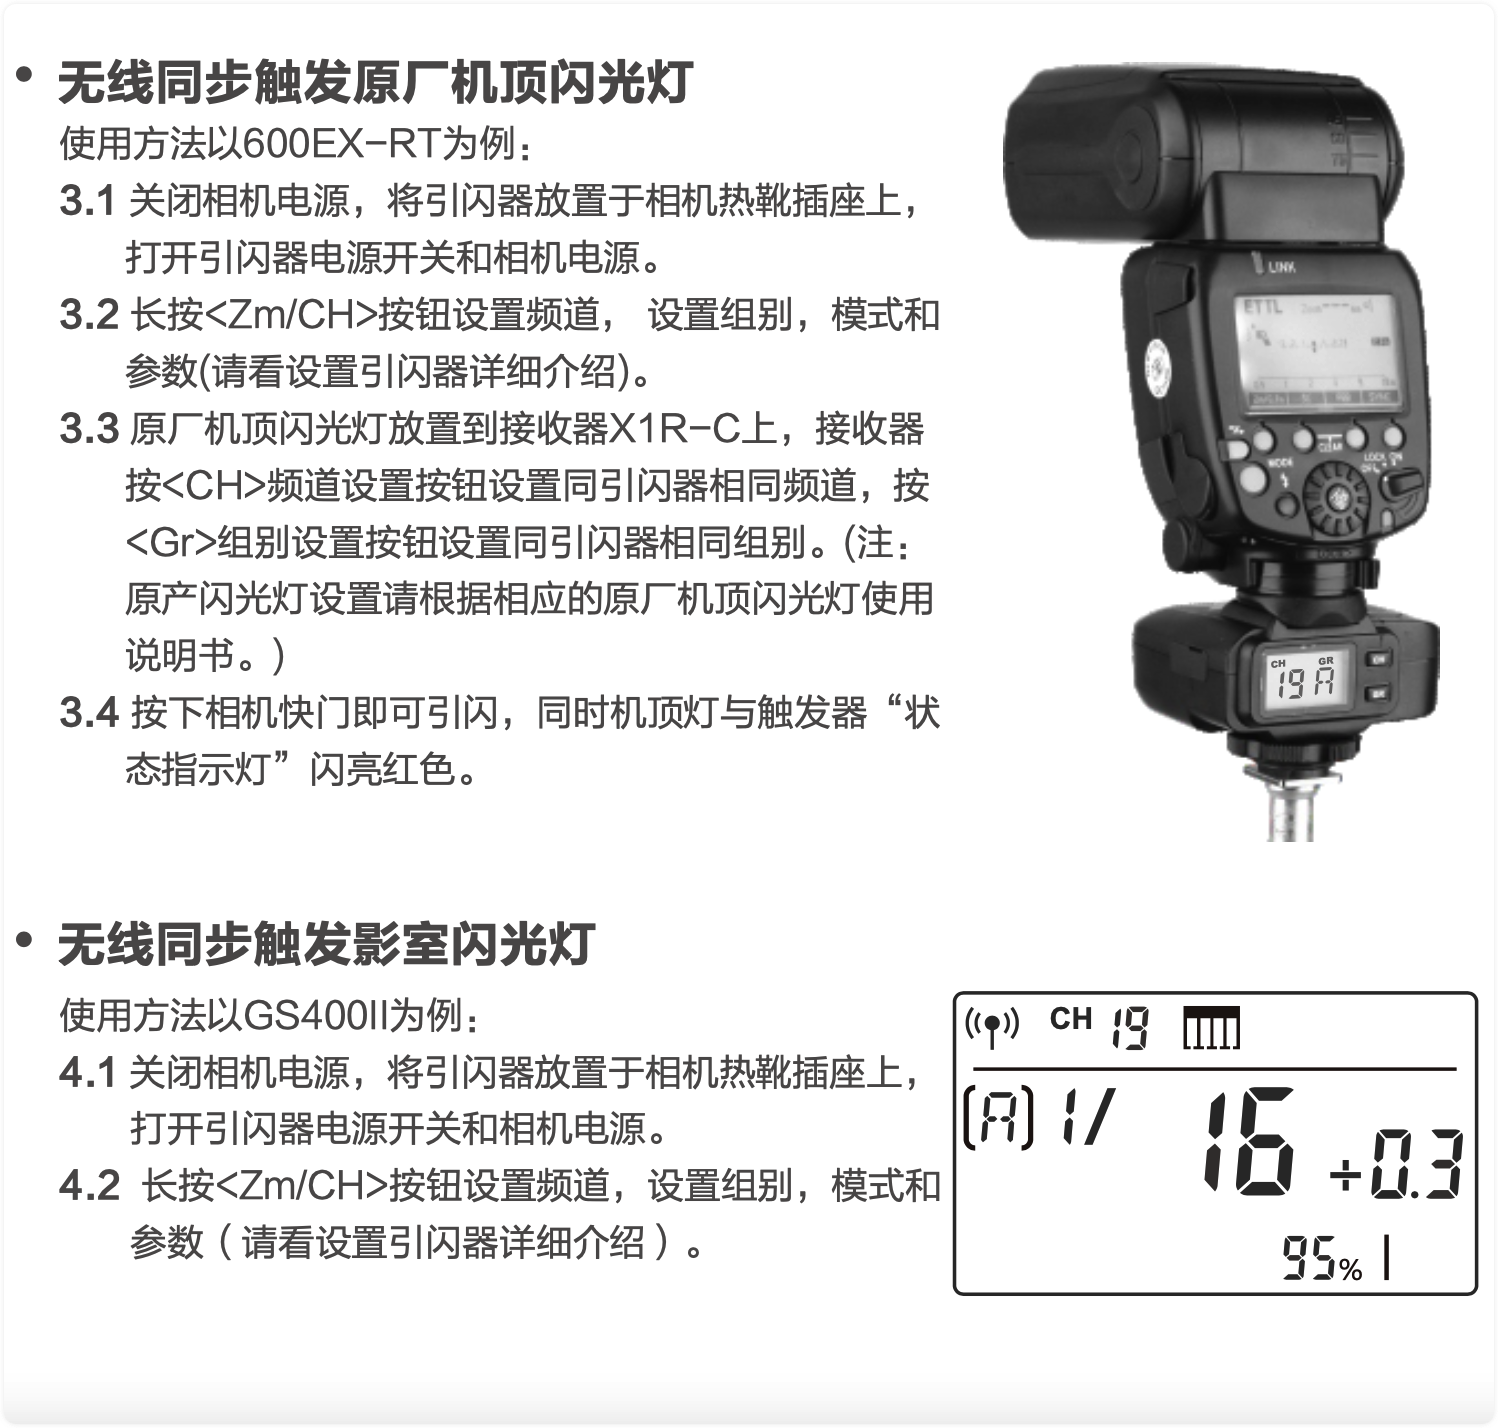 • 无线同步触发原厂机顶闪光灯
使用方法以600EX-RT为例：
3.1 关闭相机电源，将引闪器放置于相机热靴插座上，
打开引闪器电源开关和相机电源。
3.2 长按<Zm/CH>按钮设置频道， 设置组别，模式和
参数(请看设置引闪器详细介绍)。
3.3 原厂机顶闪光灯放置到接收器X1R-C上，接收器
按<CH>频道设置按钮设置同引闪器相同频道，按
<Gr>组别设置按钮设置同引闪器相同组别。(注：
原产闪光灯设置请根据相应的原厂机顶闪光灯使用
说明书。)
3.4 按下相机快门即可引闪，同时机顶灯与触发器“状
态指示灯”闪亮红色。
LINK
ETTL
CLEAR
MODE
LOCK ON
CH GR
19 A
• 无线同步触发影室闪光灯
使用方法以GS400II为例：
4.1 关闭相机电源，将引闪器放置于相机热靴插座上，
打开引闪器电源开关和相机电源。
4.2 长按<Zm/CH>按钮设置频道，设置组别，模式和
参数（请看设置引闪器详细介绍）。
CH 19
(A) 1/ 16 +0.3
95%